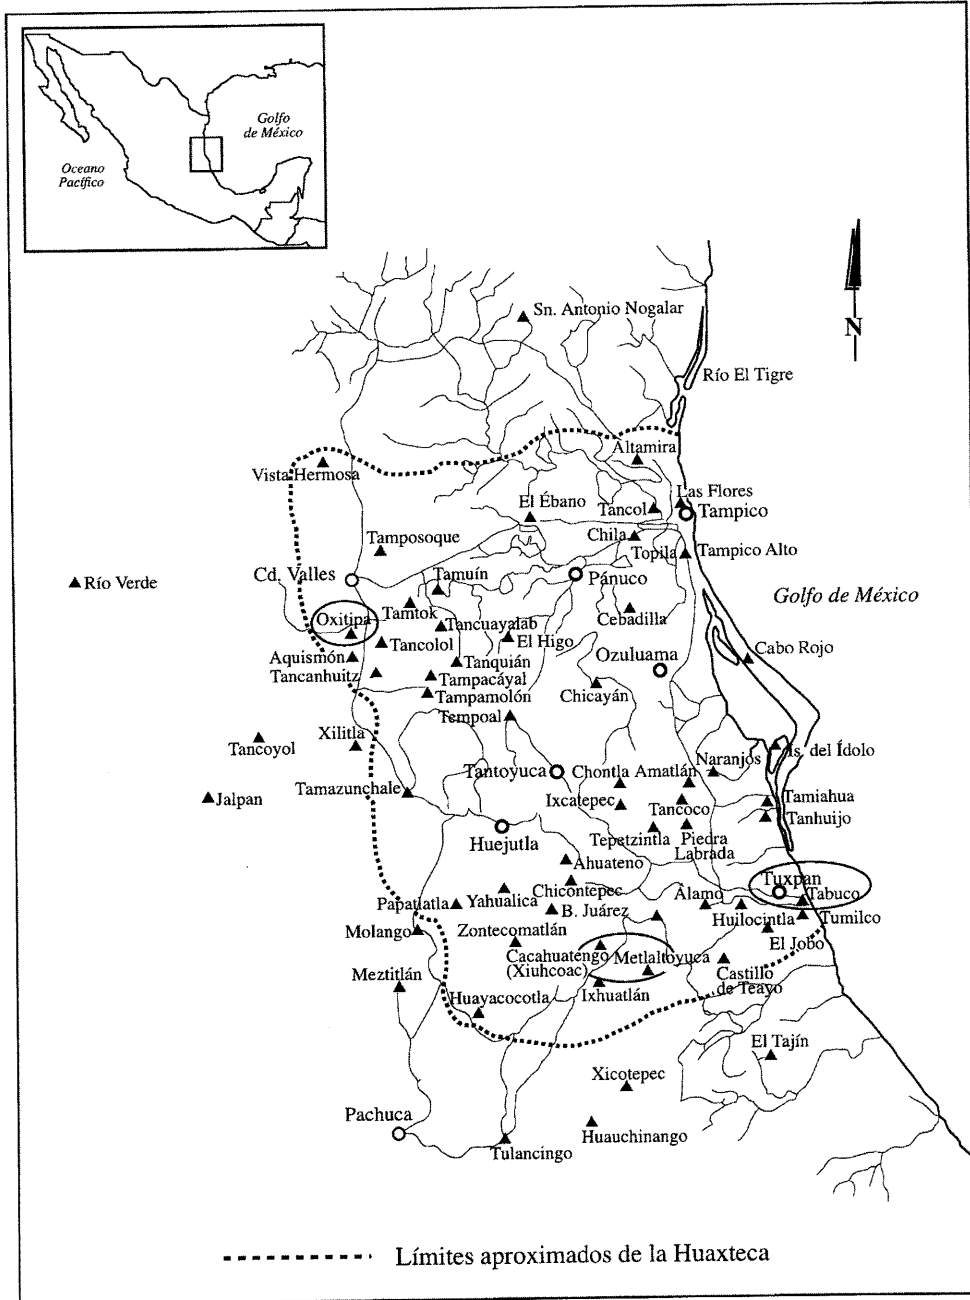 Golfo
de México
Oceano
Pacífico
Sn. Antonio Nogalar
N
Río El Tigre
Altamira
Vista Hermosa
Las Flores
El Ébano
Tancol
Tampico
Chila
Tamposoque
Topila
Tampico Alto
Cd. Valles
Río Verde
Tamuín
Pánuco
Golfo de México
Tamtok
Oxitipa
Cebadilla
Tancuayalab
El Higo
Tancolol
Cabo Rojo
Aquismón
Ozuluama
Tanquián
Tancanhuitz
Tampacáyal
Tampamolón
Chicayán
Tempoal
Xilitla
Tancoyol
Is. del Ídolo
Naranjos
Tantoyuca
Chontla
Amatlán
Tamazunchale
Jalpan
Ixcatepec
Tancoco
Tamiahua
Tanhuijo
Huejutla
Tepetzintla
Piedra
Labrada
Ahuateno
Tuxpan
Chicontepec
Tabuco
Papatlatla
Yahualica
Álamo
B. Juárez
Huilocintla
Tumilco
Molango
Zontecomatlán
El Jobo
Cacahuatengo
(Xiuhcoac)
Metlaltoyuca
Meztitlán
Castillo
de Teayo
Ixhuatlán
Huayacocotla
El Tajín
Xicotepec
Pachuca
Huauchinango
Tulancingo
Límites aproximados de la Huaxteca